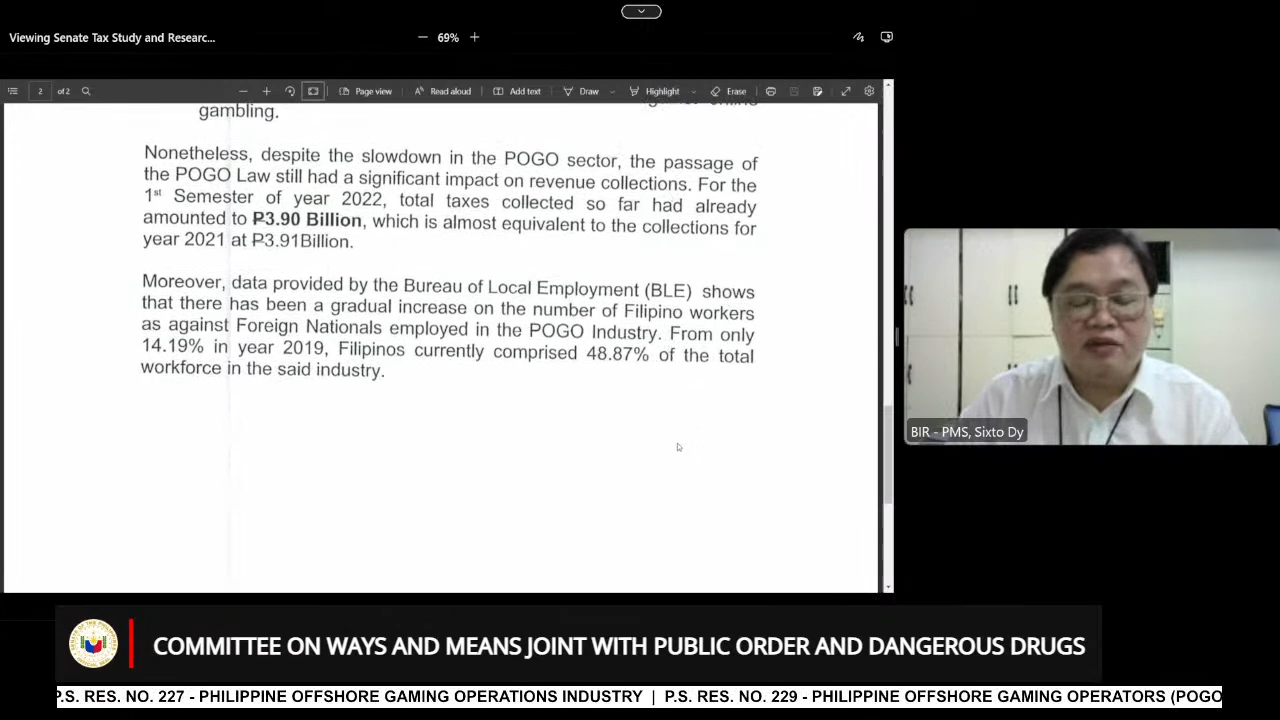 Viewing Senate Tax Study and Researc...
69%
2 of 2
Page view
Read aloud
Add text
Draw
Highlight
Erase
gambling.
Nonetheless, despite the slowdown in the POGO sector, the passage of
the POGO Law still had a significant impact on revenue collections. For the
1st Semester of year 2022, total taxes collected so far had already
amounted to ₱3.90 Billion, which is almost equivalent to the collections for
year 2021 at ₱3.91Billion.
Moreover, data provided by the Bureau of Local Employment (BLE) shows
that there has been a gradual increase on the number of Filipino workers
as against Foreign Nationals employed in the POGO Industry. From only
14.19% in year 2019, Filipinos currently comprised 48.87% of the total
workforce in the said industry.
BIR - PMS, Sixto Dy
COMMITTEE ON WAYS AND MEANS JOINT WITH PUBLIC ORDER AND DANGEROUS DRUGS
P.S. RES. NO. 227 - PHILIPPINE OFFSHORE GAMING OPERATIONS INDUSTRY | P.S. RES. NO. 229 - PHILIPPINE OFFSHORE GAMING OPERATORS (POGO